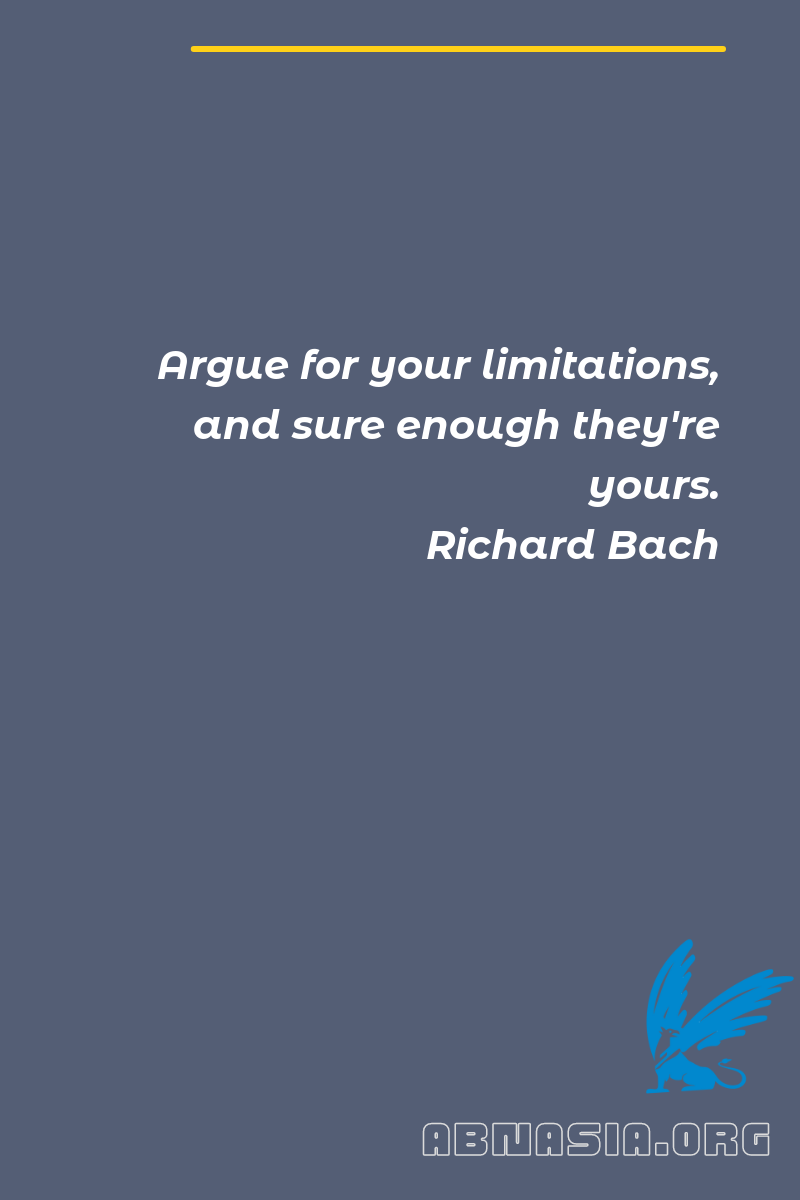 Argue for your limitations,
and sure enough they're
yours.
Richard Bach
ABNASIA.ORG